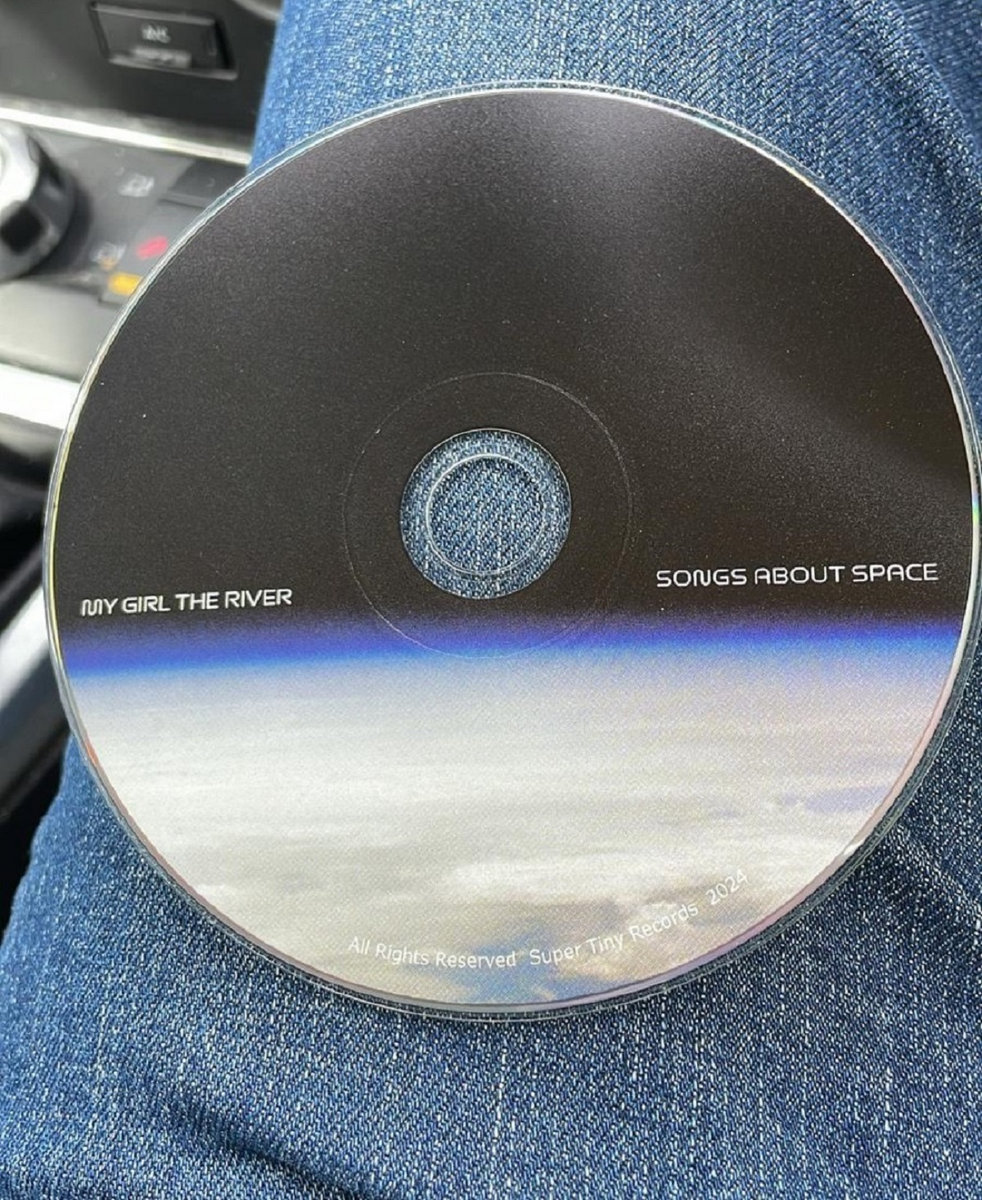 MY GIRL THE RIVER
SONGS ABOUT SPACE
All Rights Reserved Super Tiny Records 2024